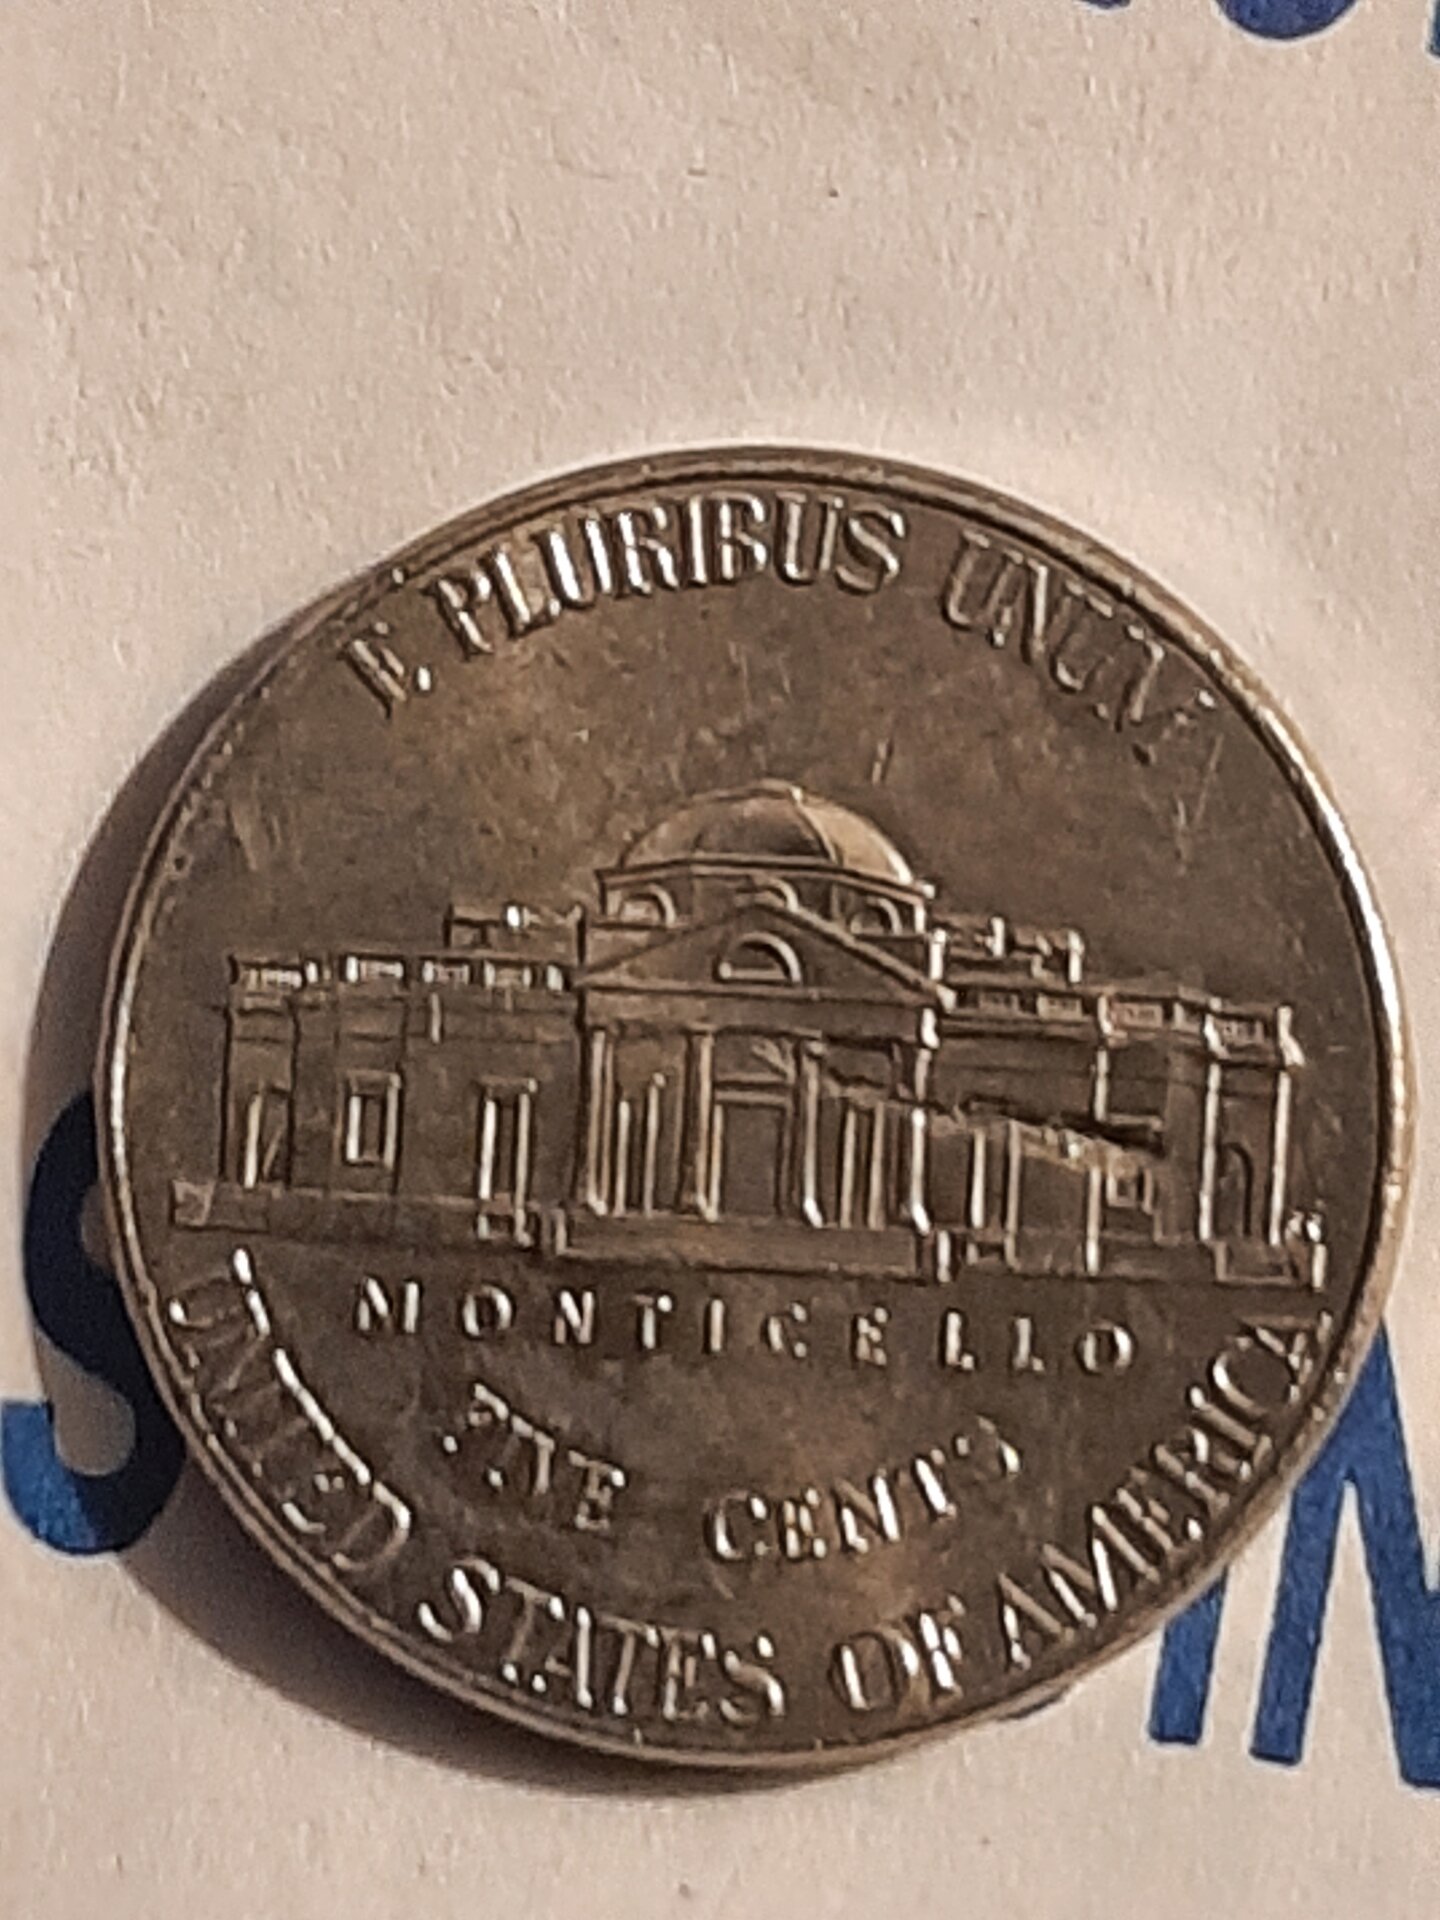 E PLURIBUS UNUM
MONTICELLO
FIVE CENTS
UNITED STATES OF AMERICA